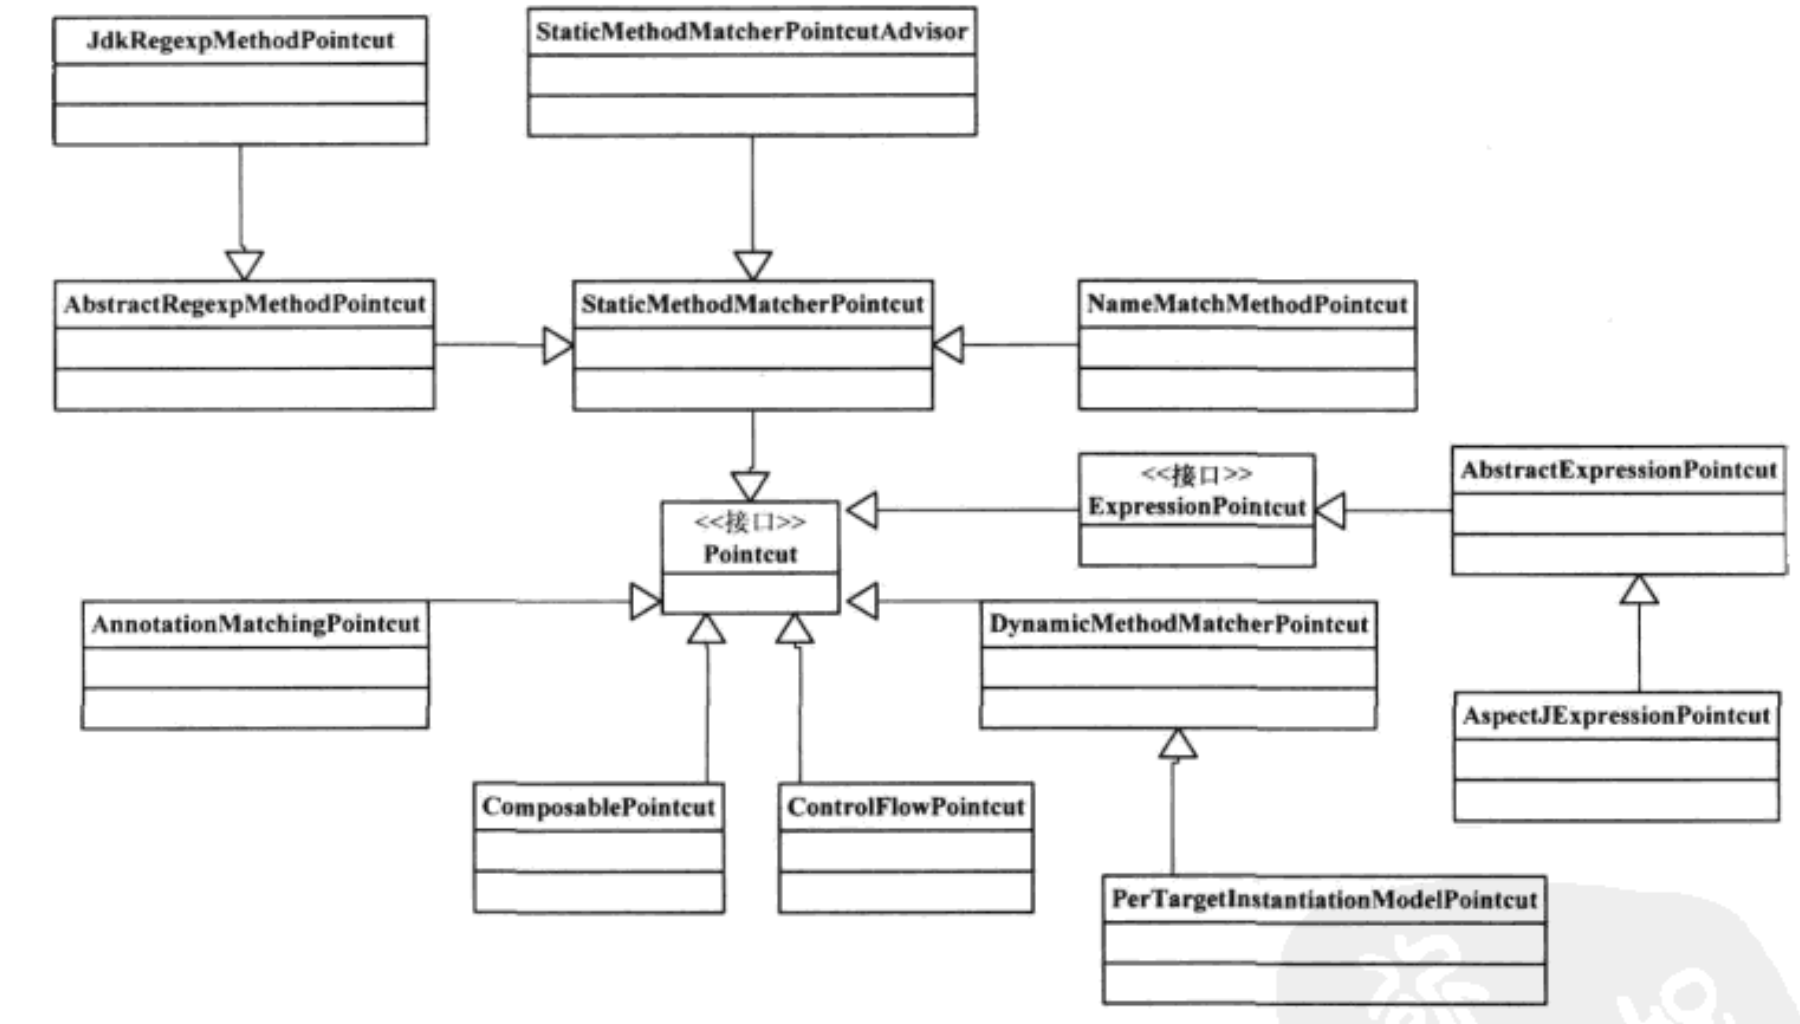 JdkRegexpMethodPointcut
StaticMethodMatcherPointcutAdvisor
AbstractRegexpMethodPointcut
StaticMethodMatcherPointcut
NameMatchMethodPointcut
<<接口>>
ExpressionPointcut
AbstractExpressionPointcut
<<接口>>
Pointcut
AnnotationMatchingPointcut
DynamicMethodMatcherPointcut
AspectJExpressionPointcut
ComposablePointcut
ControlFlowPointcut
PerTargetInstantiationModelPointcut